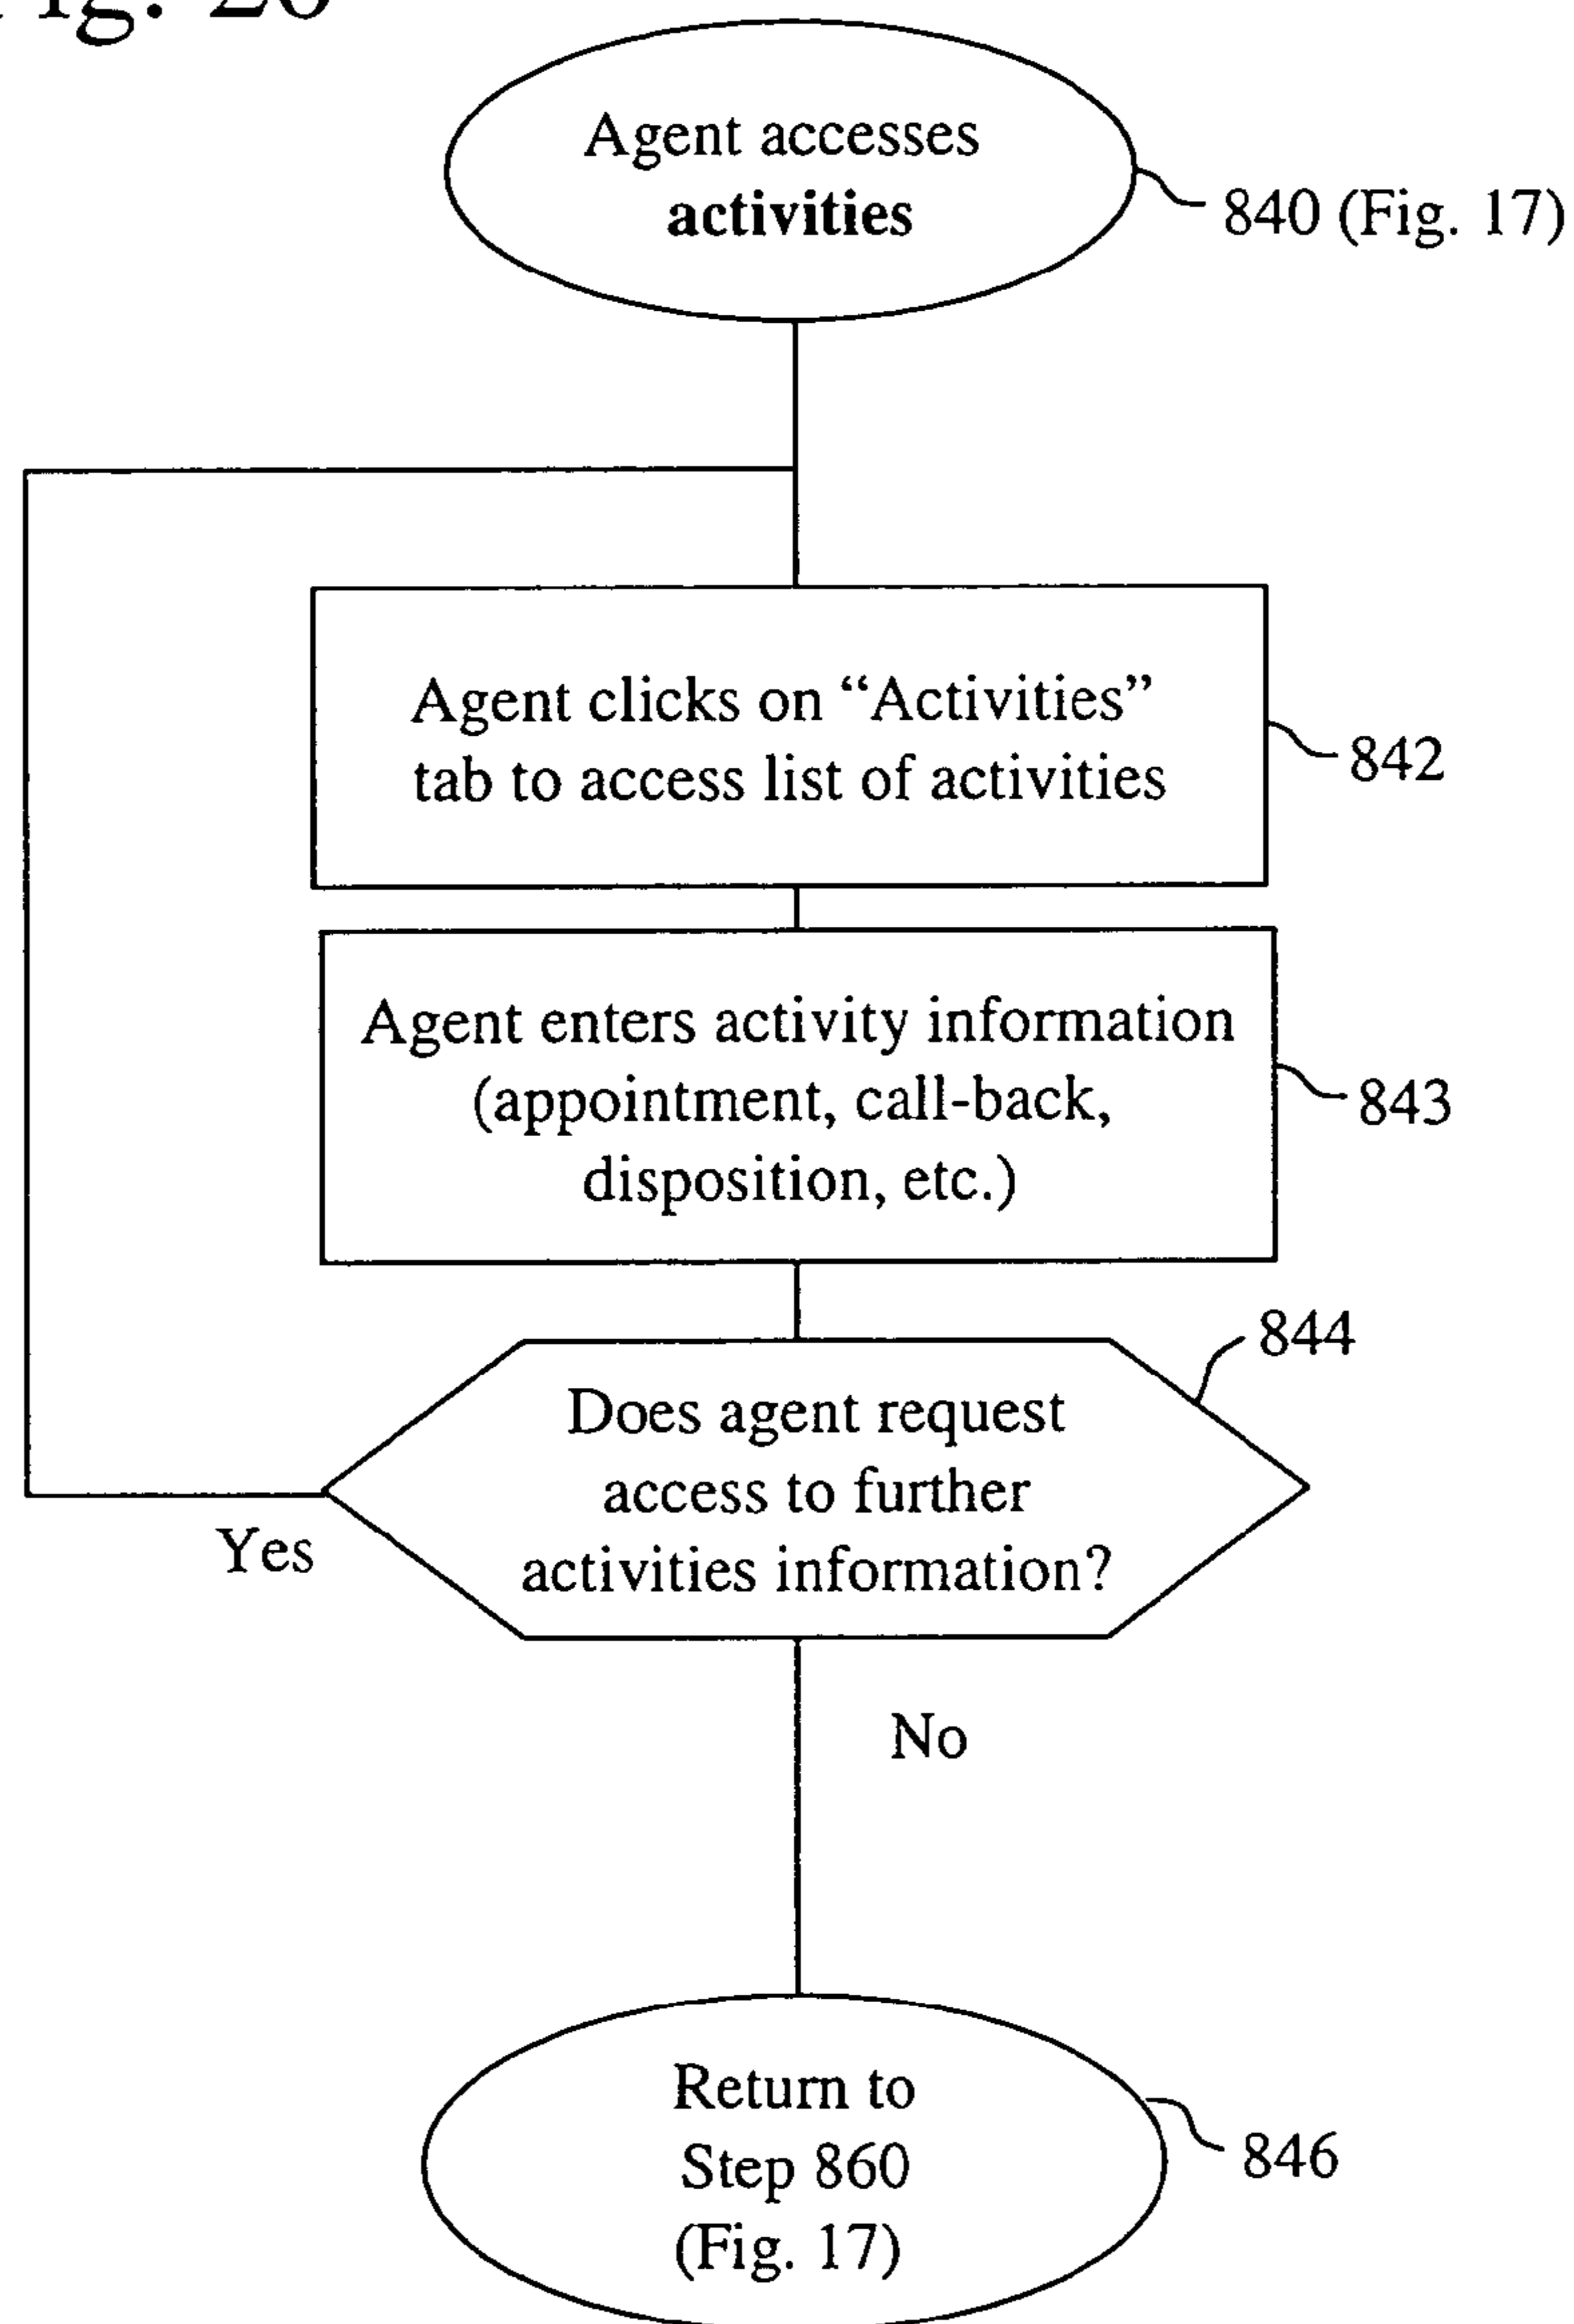 Fig. 20
Agent accesses
activities
840 (Fig. 17)
Agent clicks on “Activities”
tab to access list of activities
842
Agent enters activity information
(appointment, call-back,
disposition, etc.)
843
844
Does agent request
access to further
activities information?
Yes
No
Return to
Step 860
(Fig. 17)
846